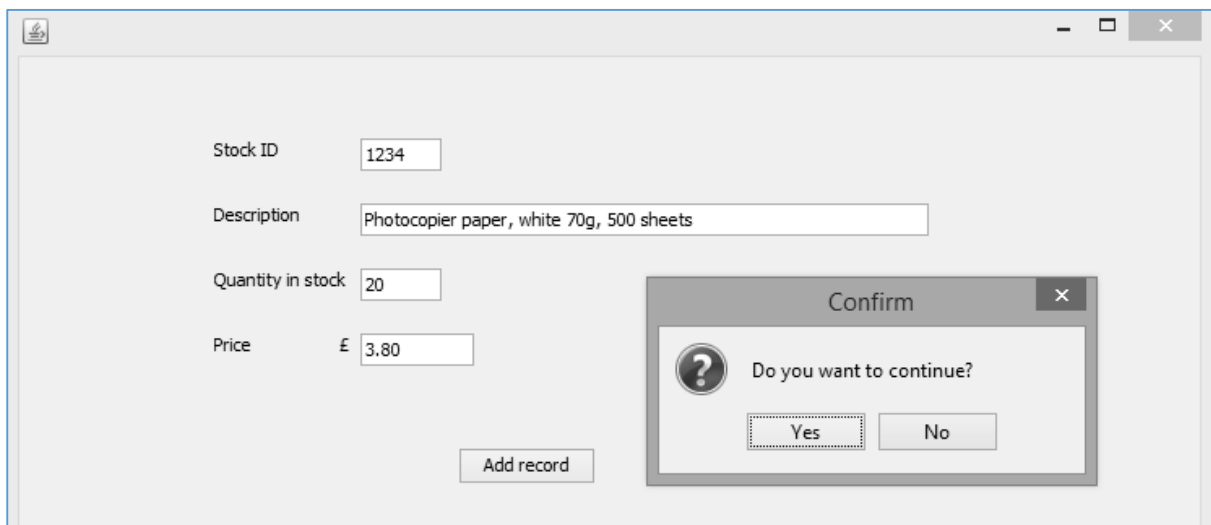 Stock ID 1234
Description Photocopier paper, white 70g, 500 sheets
Quantity in stock 20
Price £ 3.80
Add record
Confirm
Do you want to continue?
Yes No